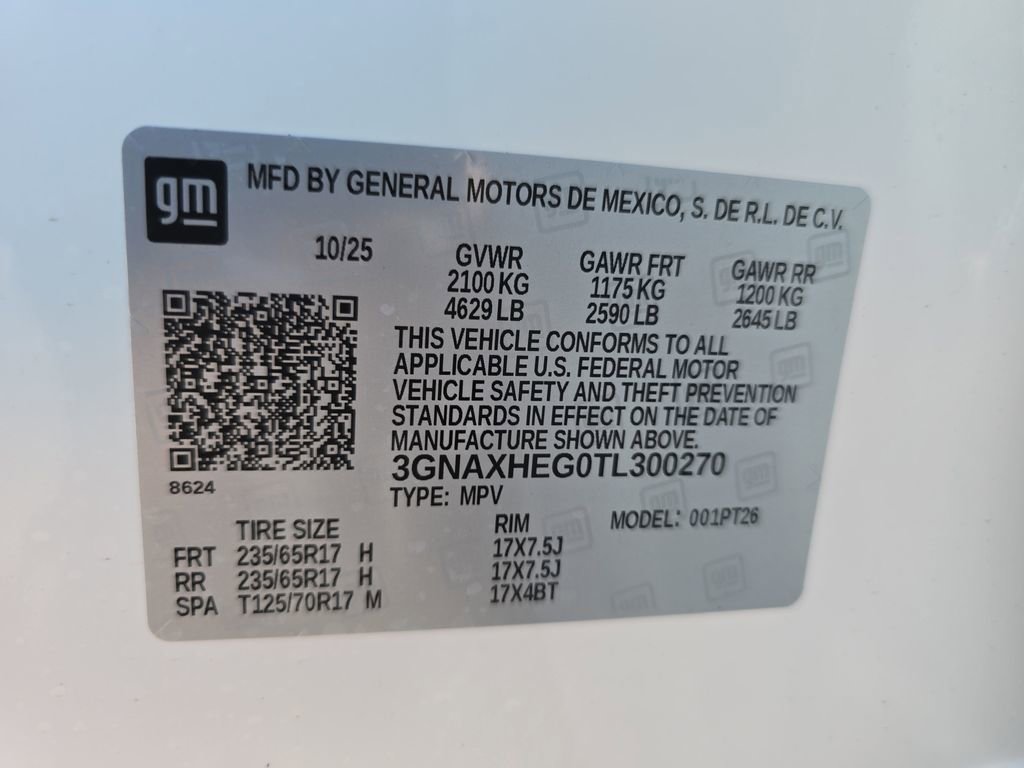 gm
MFD BY GENERAL MOTORS DE MEXICO, S. DE R.L. DE C.V.
10/25 GVWR GAWR FRT GAWR RR
2100 KG 1175 KG 1200 KG
4629 LB 2590 LB 2645 LB
THIS VEHICLE CONFORMS TO ALL
APPLICABLE U.S. FEDERAL MOTOR
VEHICLE SAFETY AND THEFT PREVENTION
STANDARDS IN EFFECT ON THE DATE OF
MANUFACTURE SHOWN ABOVE.
3GNAXHEG0TL300270
8624
TYPE: MPV
TIRE SIZE RIM MODEL: 001PT26
FRT 235/65R17 H 17X7.5J
RR 235/65R17 H 17X7.5J
SPA T125/70R17 M 17X4BT